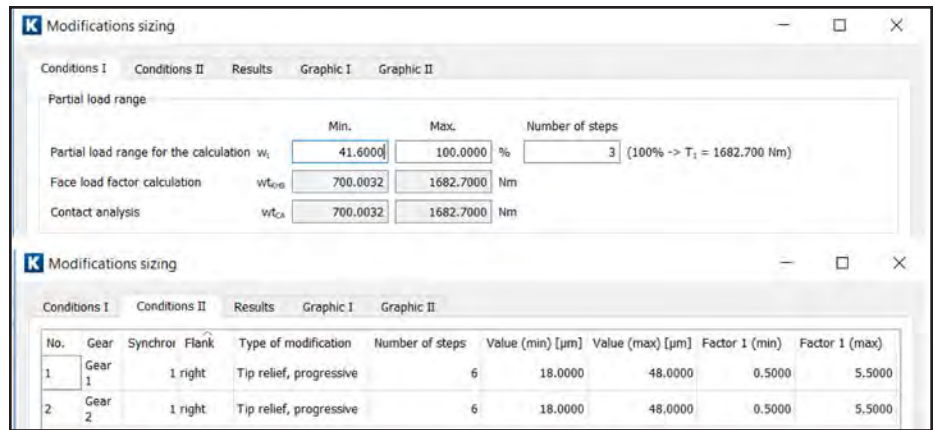 K Modifications sizing
Conditions I Conditions II Results Graphic I Graphic II
Partial load range
Min. Max. Number of steps
Partial load range for the calculation wₜ 41.6000 100.0000 % 3 (100% -> T₁ = 1682.700 Nm)
Face load factor calculation wt 700.0032 1682.7000 Nm
Contact analysis wt_CA 700.0032 1682.7000 Nm
K Modifications sizing
Conditions I Conditions II Results Graphic I Graphic II
No. Gear Synchror Flank Type of modification Number of steps Value (min) [µm] Value (max) [µm] Factor 1 (min) Factor 1 (max)
1 Gear 1 1 right Tip relief, progressive 6 18.0000 48.0000 0.5000 5.5000
2 Gear 2 1 right Tip relief, progressive 6 18.0000 48.0000 0.5000 5.5000